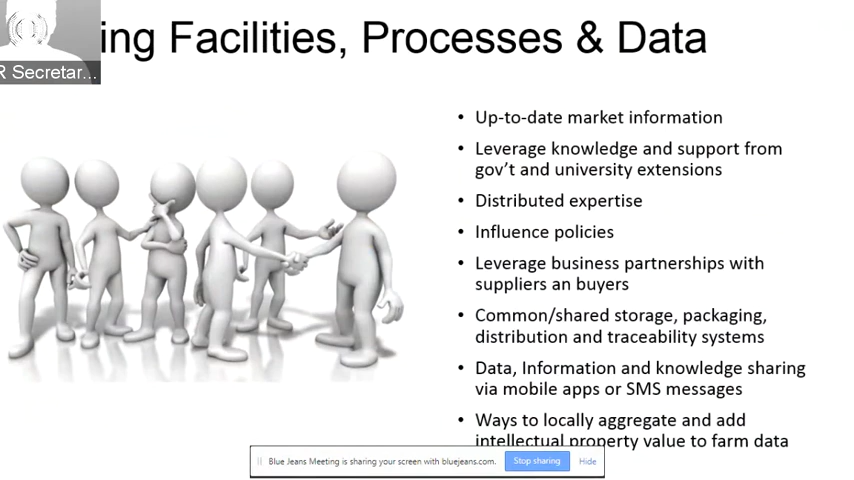 ing Facilities, Processes & Data
R Secretar...
• Up-to-date market information
• Leverage knowledge and support from
gov't and university extensions
• Distributed expertise
• Influence policies
• Leverage business partnerships with
suppliers an buyers
• Common/shared storage, packaging,
distribution and traceability systems
• Data, Information and knowledge sharing
via mobile apps or SMS messages
• Ways to locally aggregate and add
intellectual property value to farm data
Blue Jeans Meeting is sharing your screen with bluejeans.com. Stop sharing Hide